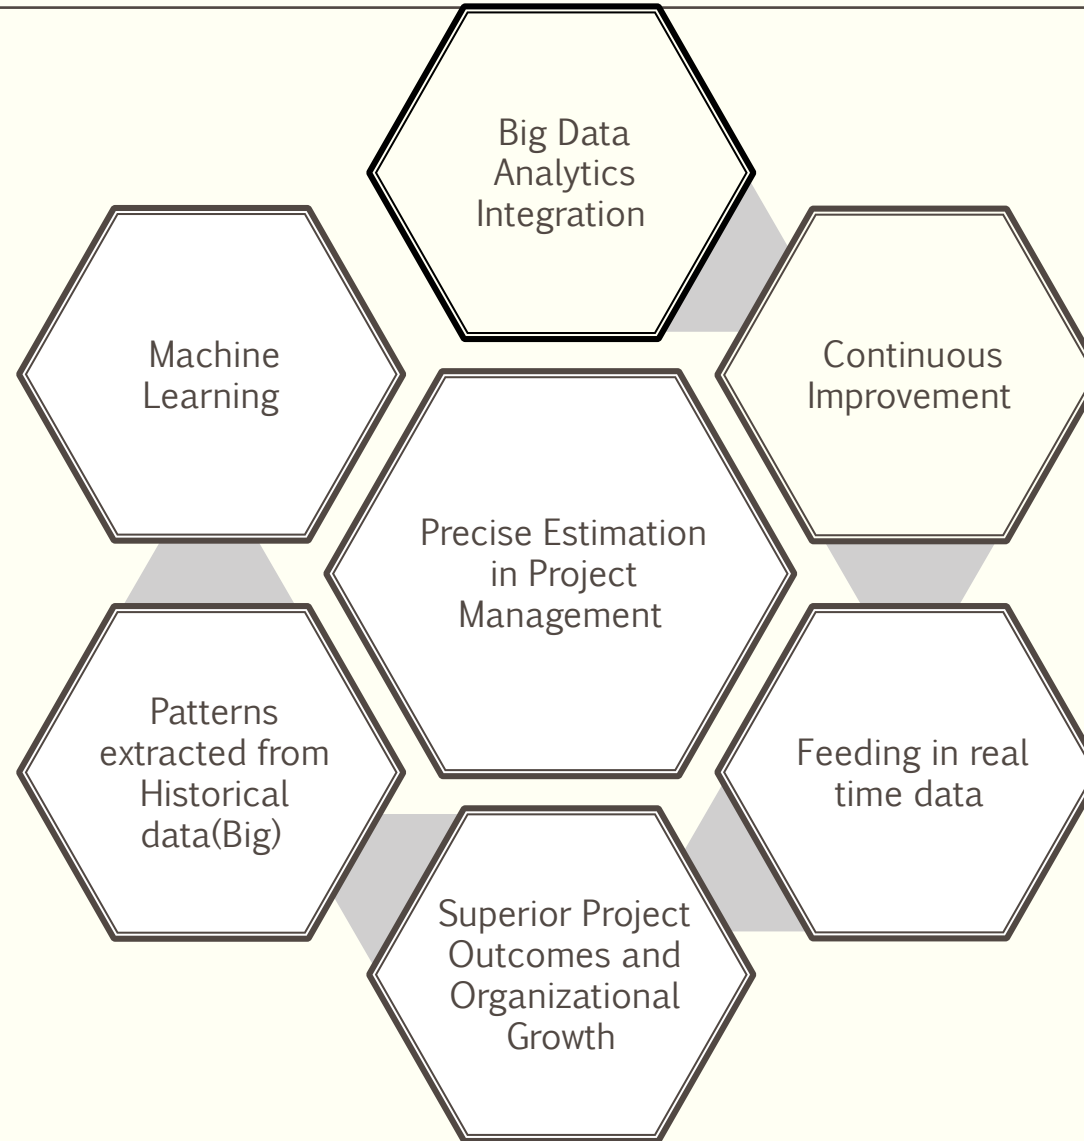 Big Data
Analytics
Integration
Machine
Learning
Continuous
Improvement
Precise Estimation
in Project
Management
Patterns
extracted from
Historical
data(Big)
Feeding in real
time data
Superior Project
Outcomes and
Organizational
Growth